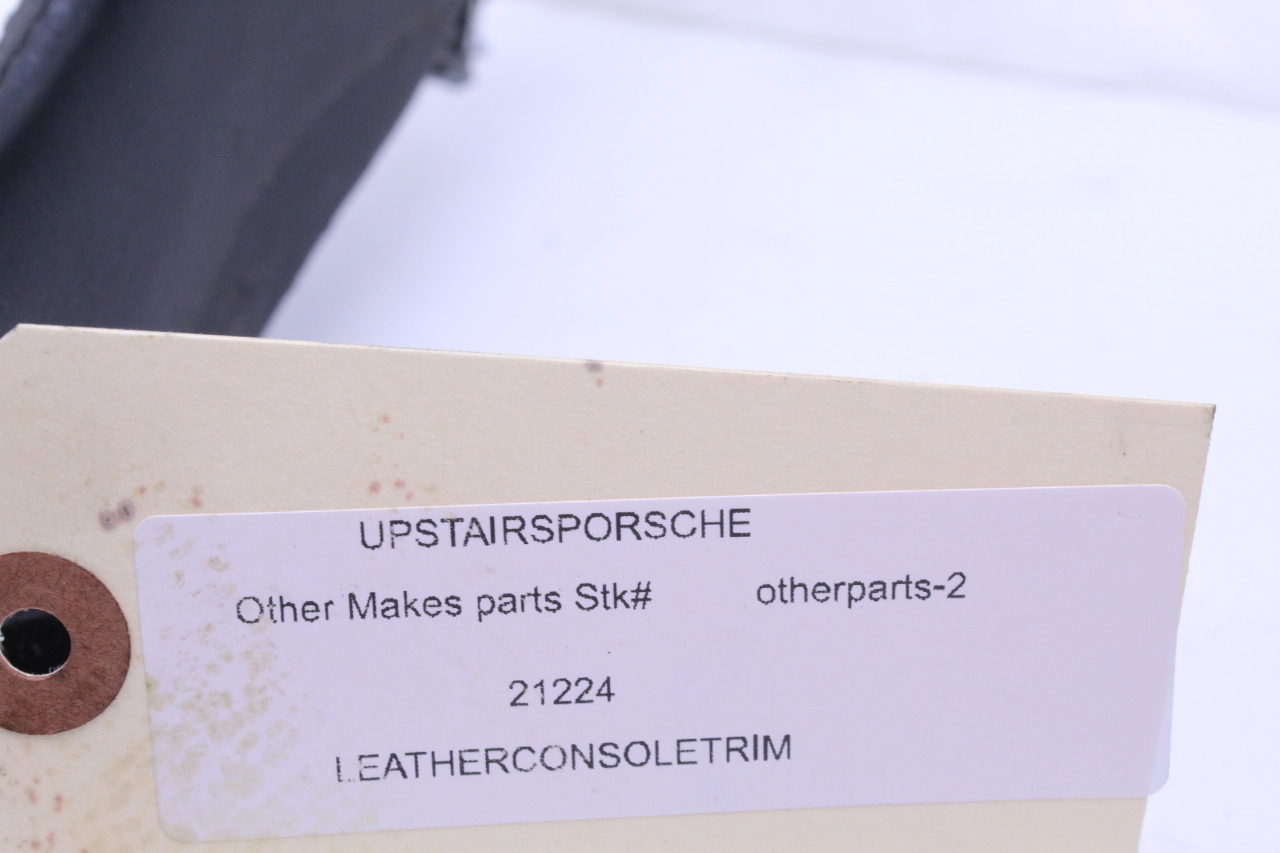 UPSTAIRSPORSCHE
Other Makes parts Stk# otherparts-2
21224
LEATHERCONSOLETRIM